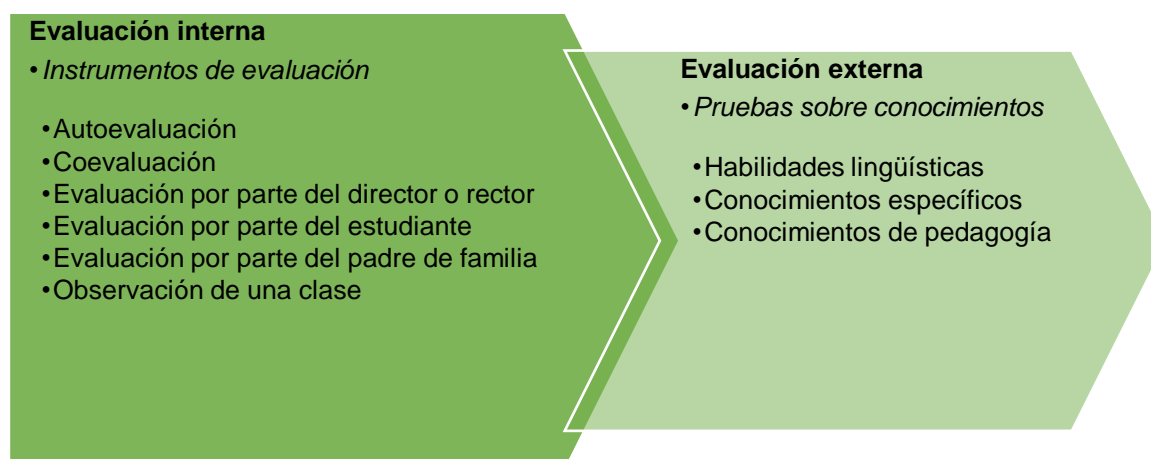 Evaluación interna
• Instrumentos de evaluación
• Autoevaluación
• Coevaluación
• Evaluación por parte del director o rector
• Evaluación por parte del estudiante
• Evaluación por parte del padre de familia
• Observación de una clase
Evaluación externa
• Pruebas sobre conocimientos
• Habilidades lingüísticas
• Conocimientos específicos
• Conocimientos de pedagogía